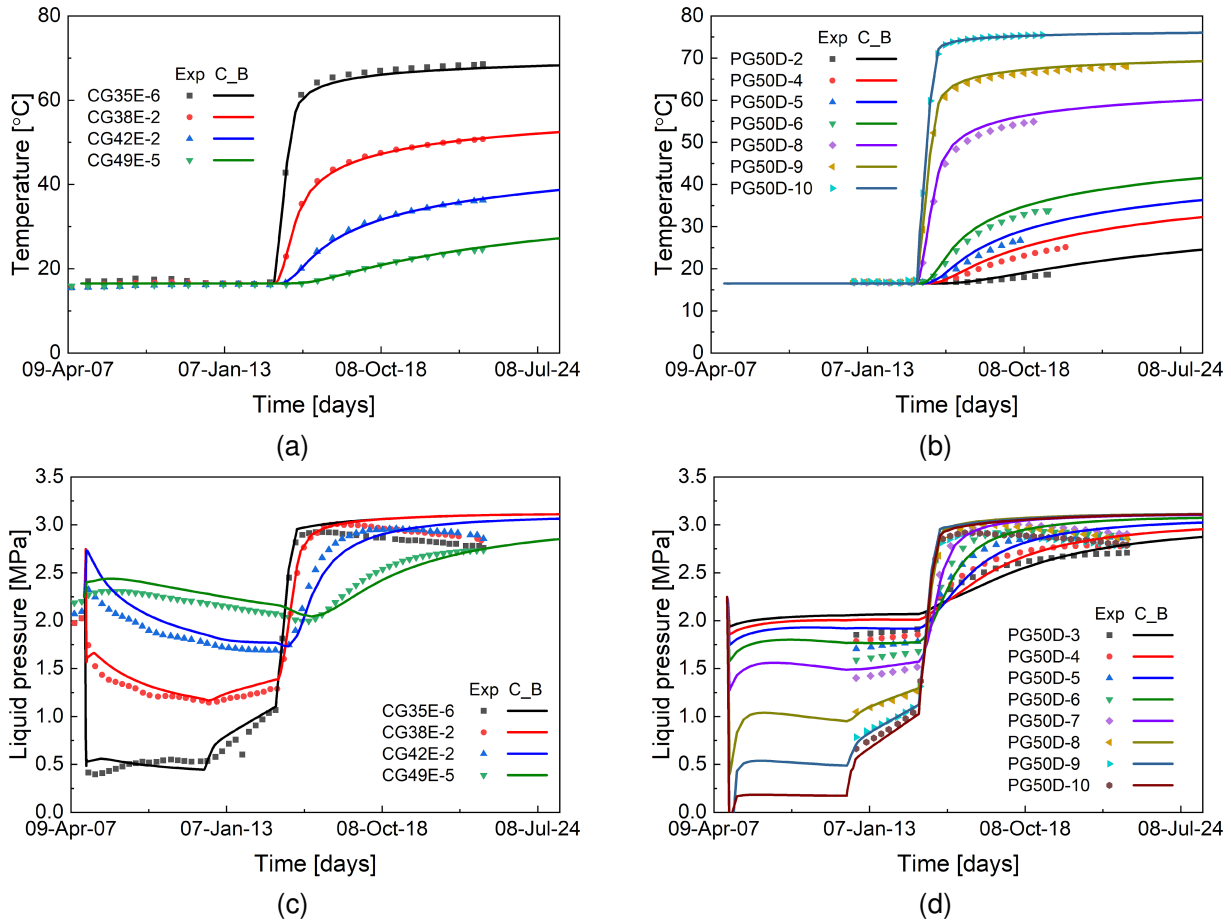 80
60
40
20
0
Temperature [°C]
Exp C_B
CG35E-6
CG38E-2
CG42E-2
CG49E-5
09-Apr-07 07-Jan-13 08-Oct-18 08-Jul-24
Time [days]
(a)
80
70
60
50
40
30
20
10
0
Temperature [°C]
Exp C_B
PG50D-2
PG50D-4
PG50D-5
PG50D-6
PG50D-8
PG50D-9
PG50D-10
09-Apr-07 07-Jan-13 08-Oct-18 08-Jul-24
Time [days]
(b)
3.5
3.0
2.5
2.0
1.5
1.0
0.5
0.0
Liquid pressure [MPa]
Exp C_B
CG35E-6
CG38E-2
CG42E-2
CG49E-5
09-Apr-07 07-Jan-13 08-Oct-18 08-Jul-24
Time [days]
(c)
3.5
3.0
2.5
2.0
1.5
1.0
0.5
0.0
Liquid pressure [MPa]
Exp C_B
PG50D-3
PG50D-4
PG50D-5
PG50D-6
PG50D-7
PG50D-8
PG50D-9
PG50D-10
09-Apr-07 07-Jan-13 08-Oct-18 08-Jul-24
Time [days]
(d)